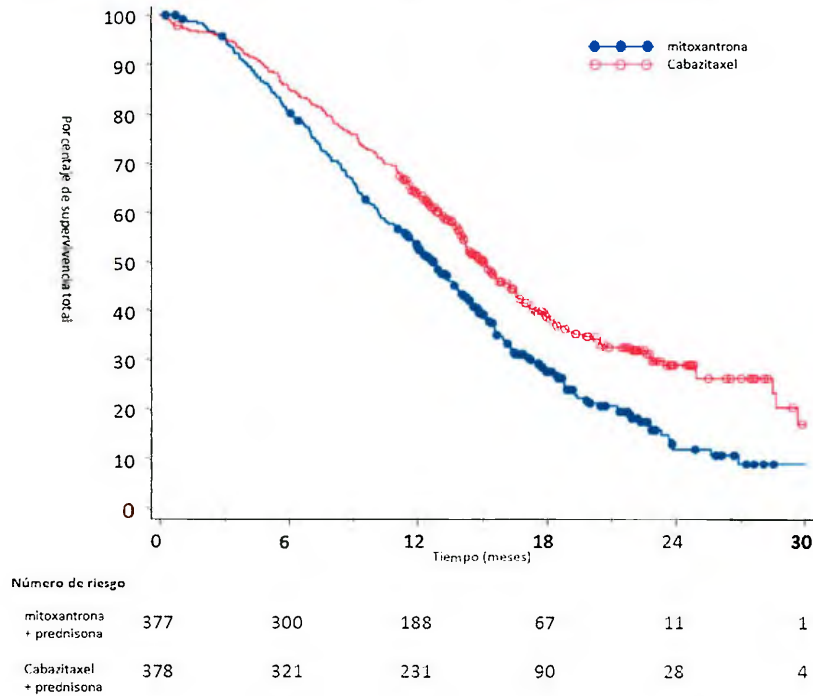 100
90
80
70
60
50
40
30
20
10
0
Porcentaje de supervivencia total
mitoxantrona
Cabazitaxel
0 6 12 18 24 30
Tiempo (meses)
Número de riesgo
mitoxantrona
+ prednisona 377 300 188 67 11 1
Cabazitaxel
+ prednisona 378 321 231 90 28 4